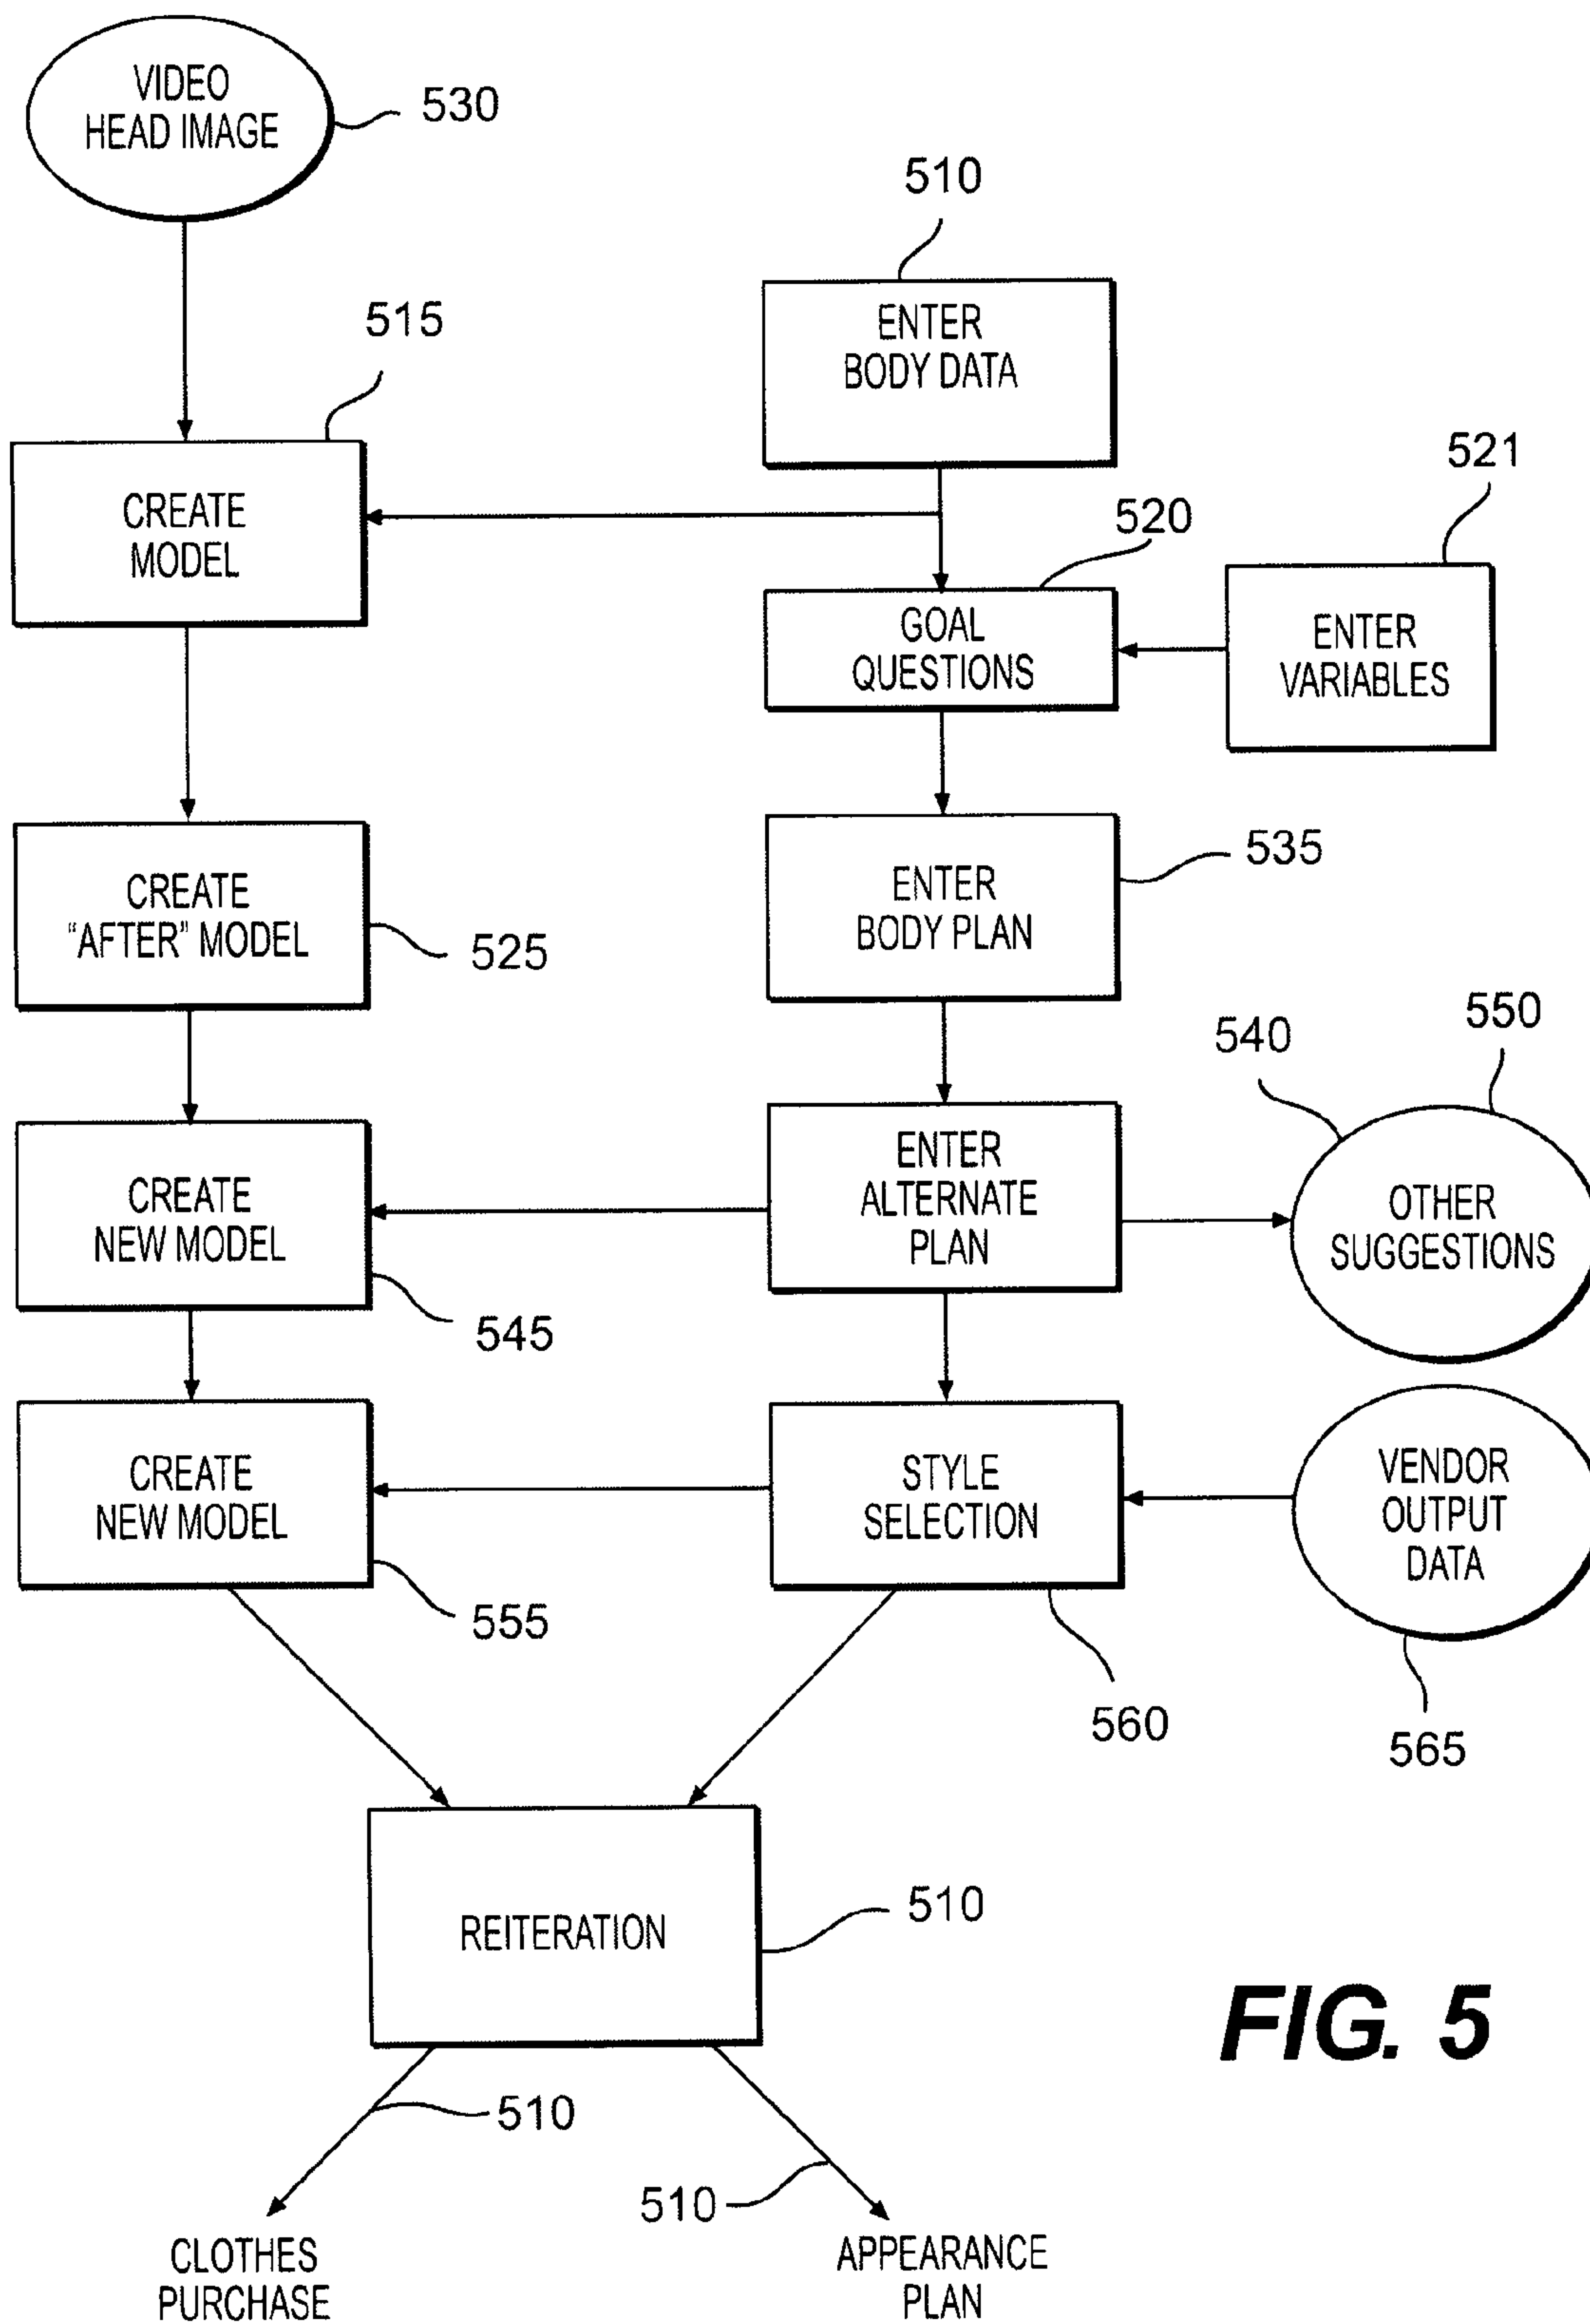 VIDEO
HEAD IMAGE
530
510
ENTER
BODY DATA
515
CREATE
MODEL
521
520
GOAL
QUESTIONS
ENTER
VARIABLES
CREATE
"AFTER" MODEL
525
ENTER
BODY PLAN
535
540
550
CREATE
NEW MODEL
545
ENTER
ALTERNATE
PLAN
OTHER
SUGGESTIONS
CREATE
NEW MODEL
555
STYLE
SELECTION
560
VENDOR
OUTPUT
DATA
565
REITERATION
510
FIG. 5
510
510
CLOTHES
PURCHASE
APPEARANCE
PLAN